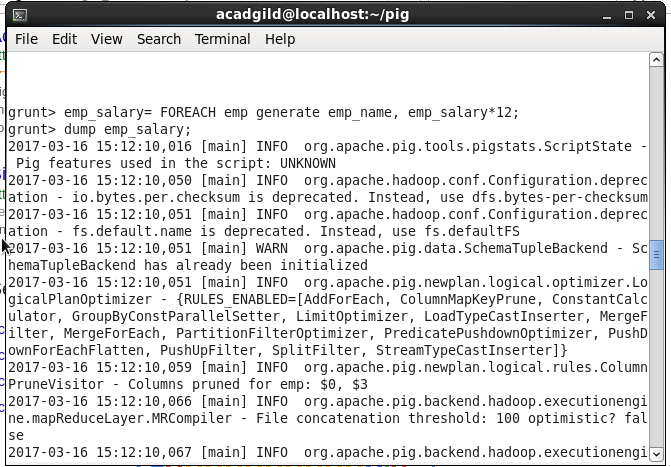 acadgild@localhost:~/pig
File Edit View Search Terminal Help
grunt> emp_salary= FOREACH emp generate emp_name, emp_salary*12;
grunt> dump emp_salary;
2017-03-16 15:12:10,016 [main] INFO  org.apache.pig.tools.pigstats.ScriptState -
 Pig features used in the script: UNKNOWN
2017-03-16 15:12:10,050 [main] INFO  org.apache.hadoop.conf.Configuration.deprec
ation - io.bytes.per.checksum is deprecated. Instead, use dfs.bytes-per-checksum
2017-03-16 15:12:10,051 [main] INFO  org.apache.hadoop.conf.Configuration.deprec
ation - fs.default.name is deprecated. Instead, use fs.defaultFS
2017-03-16 15:12:10,051 [main] WARN  org.apache.pig.data.SchemaTupleBackend - Sc
hemaTupleBackend has already been initialized
2017-03-16 15:12:10,051 [main] INFO  org.apache.pig.newplan.logical.optimizer.Lo
gicalPlanOptimizer - {RULES_ENABLED=[AddForEach, ColumnMapKeyPrune, ConstantCalc
ulator, GroupByConstParallelSetter, LimitOptimizer, LoadTypeCastInserter, MergeF
ilter, MergeForEach, PartitionFilterOptimizer, PredicatePushdownOptimizer, PushD
ownForEachFlatten, PushUpFilter, SplitFilter, StreamTypeCastInserter]}
2017-03-16 15:12:10,059 [main] INFO  org.apache.pig.newplan.logical.rules.Column
PruneVisitor - Columns pruned for emp: $0, $3
2017-03-16 15:12:10,066 [main] INFO  org.apache.pig.backend.hadoop.executionengi
ne.mapReduceLayer.MRCompiler - File concatenation threshold: 100 optimistic? fal
se
2017-03-16 15:12:10,067 [main] INFO  org.apache.pig.backend.hadoop.executionengi